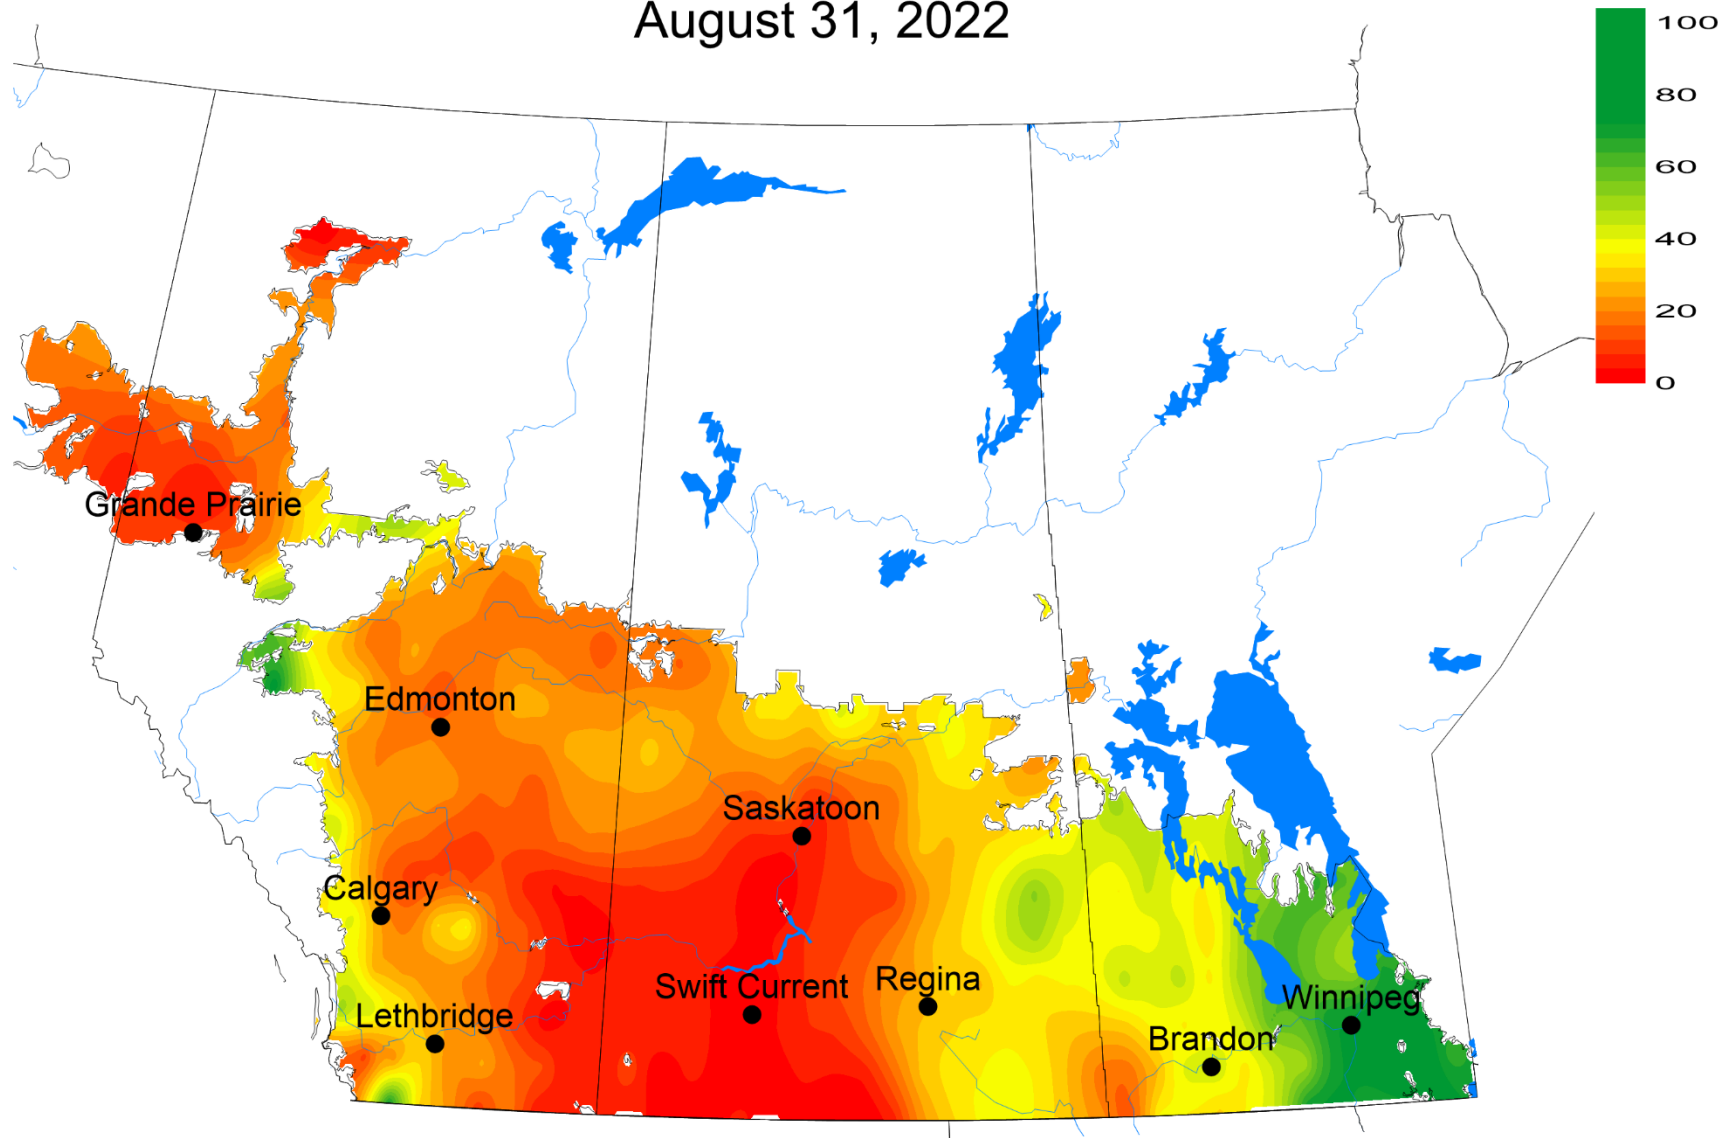 August 31, 2022
100
80
60
40
20
0
Grande Prairie
Edmonton
Saskatoon
Calgary
Regina
Swift Current
Winnipeg
Lethbridge
Brandon